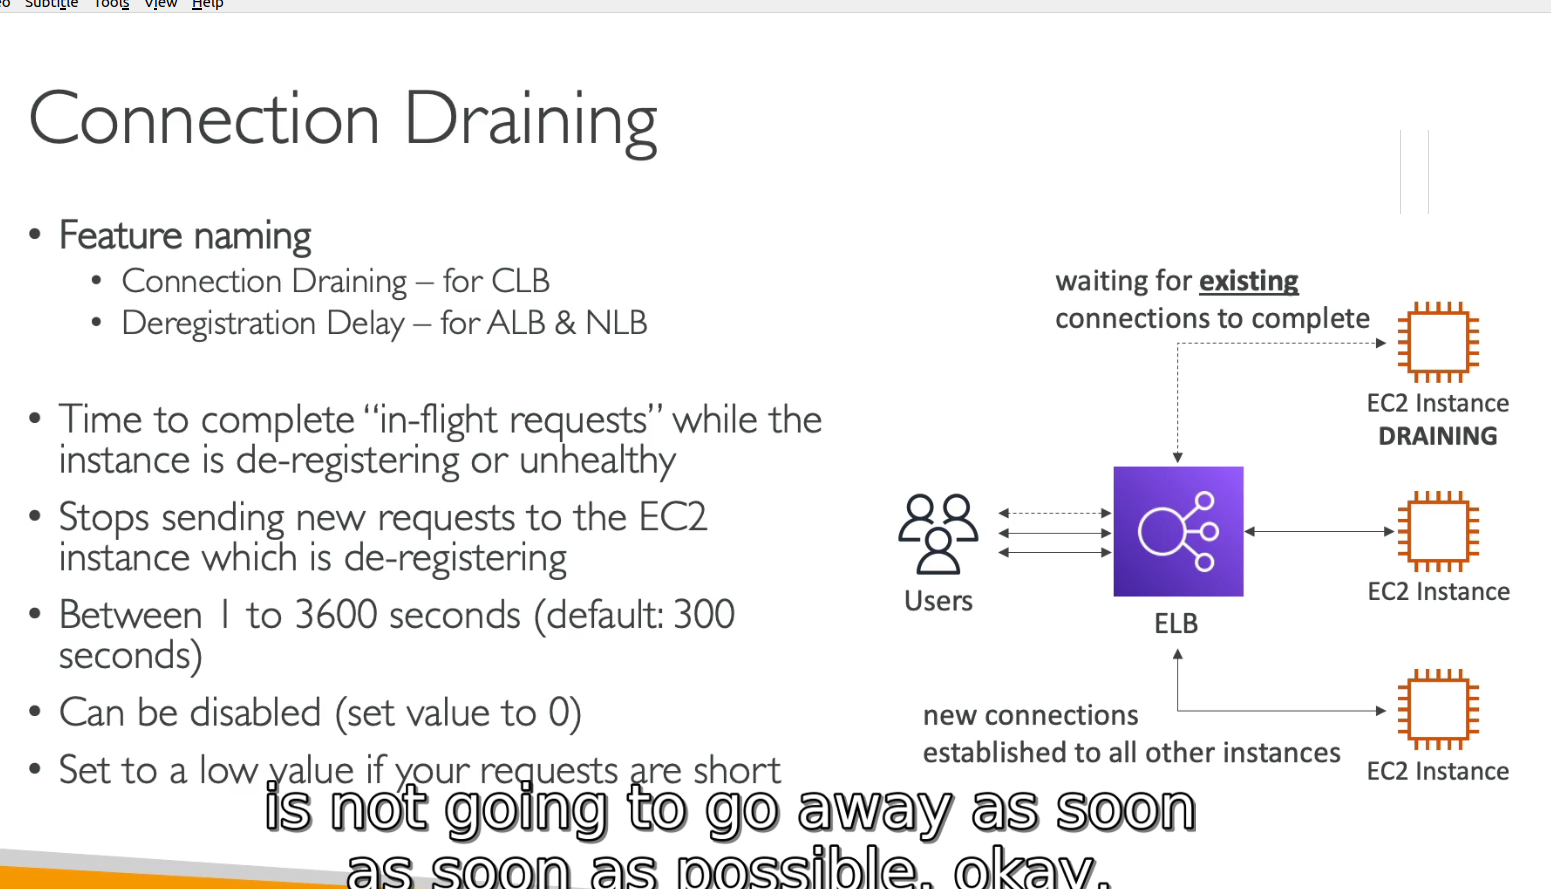 Subtitle Tools View Help
Connection Draining
• Feature naming
• Connection Draining – for CLB
• Deregistration Delay – for ALB & NLB
• Time to complete “in-flight requests” while the
instance is de-registering or unhealthy
• Stops sending new requests to the EC2
instance which is de-registering
• Between 1 to 3600 seconds (default: 300
seconds)
• Can be disabled (set value to 0)
• Set to a low value if your requests are short
waiting for existing
connections to complete
EC2 Instance
DRAINING
Users
ELB
EC2 Instance
new connections
established to all other instances
EC2 Instance
is not going to go away as soon
as soon as possible, okay.